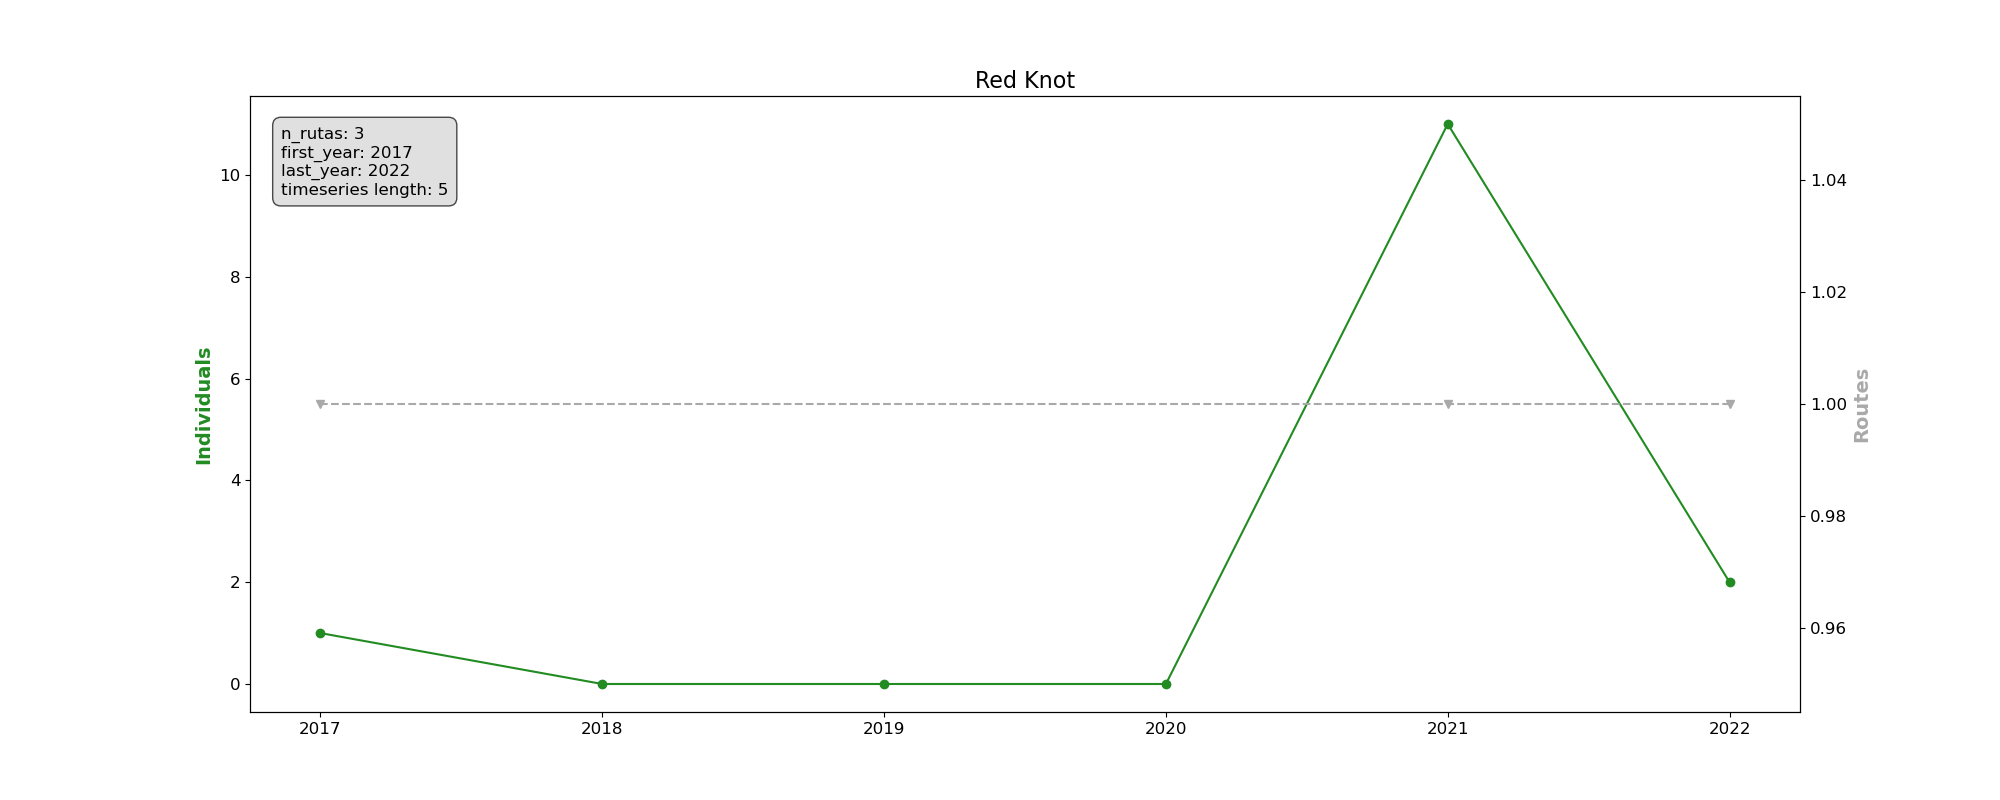 Red Knot
n_rutas: 3
first_year: 2017
last_year: 2022
timeseries length: 5
Individuals
10
8
6
4
2
0
1.04
1.02
1.00
0.98
0.96
Routes
2017 2018 2019 2020 2021 2022